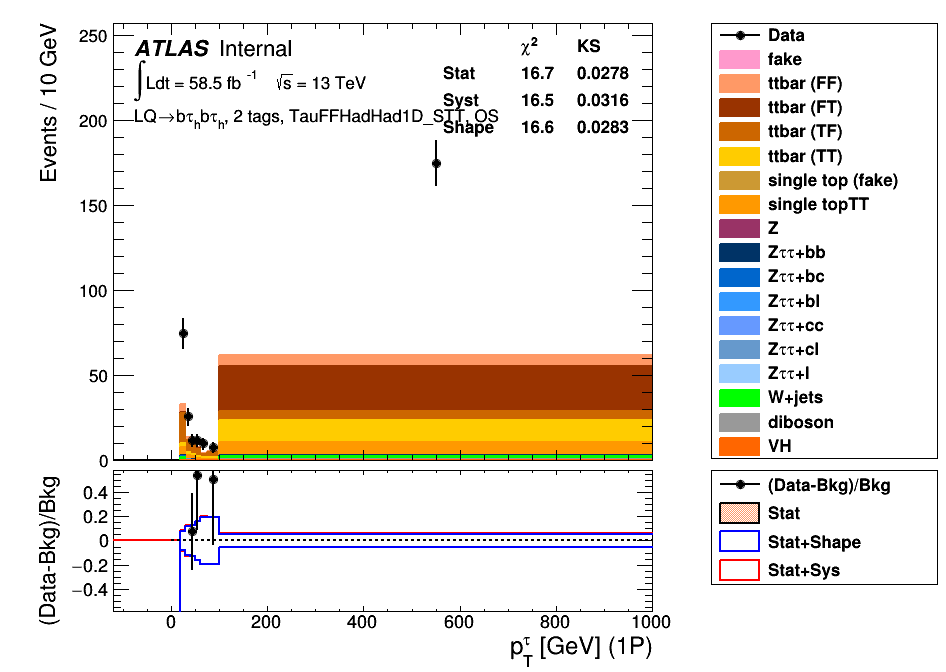 ATLAS Internal
∫Ldt = 58.5 fb⁻¹ √s = 13 TeV
LQ→bτₕbτₕ, 2 tags, TauFFHadHad1D_STT, OS
χ² KS
Stat 16.7 0.0278
Syst 16.5 0.0316
Shape 16.6 0.0283
Events / 10 GeV
250
200
150
100
50
0
(Data-Bkg)/Bkg
0.4
0.2
0
−0.2
−0.4
0 200 400 600 800 1000
p_T^τ [GeV] (1P)
Data
fake
ttbar (FF)
ttbar (FT)
ttbar (TF)
ttbar (TT)
single top (fake)
single topTT
Z
Zττ+bb
Zττ+bc
Zττ+bl
Zττ+cc
Zττ+cl
Zττ+l
W+jets
diboson
VH
(Data-Bkg)/Bkg
Stat
Stat+Shape
Stat+Sys